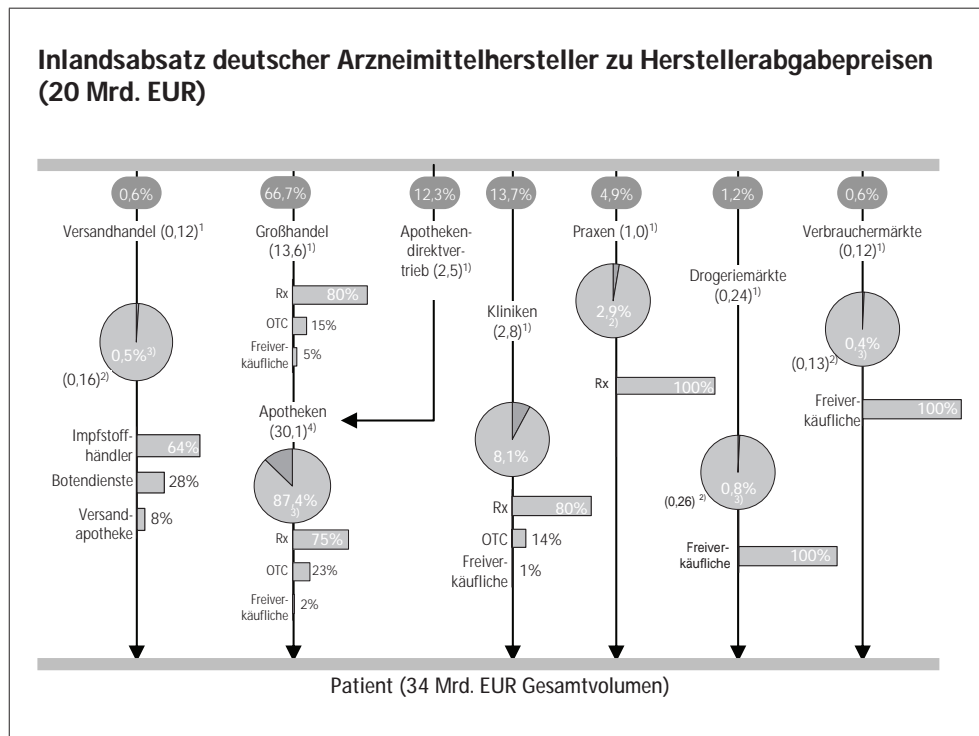 Inlandsabsatz deutscher Arzneimittelhersteller zu Herstellerabgabepreisen
(20 Mrd. EUR)
0,6%
66,7%
12,3%
13,7%
4,9%
1,2%
0,6%
Versandhandel (0,12)¹
0,5%³⁾
(0,16)²⁾
Impfstoff-
händler
64%
Botendienste
28%
Versand-
apotheke
8%
Großhandel
(13,6)¹⁾
Rx
80%
OTC
15%
Freiver-
käufliche
5%
Apotheken
(30,1)⁴⁾
87,4%
3)
Rx
75%
OTC
23%
Freiver-
käufliche
2%
Apotheken-
direktver-
trieb (2,5)¹⁾
Kliniken
(2,8)¹⁾
8,1%
Rx
80%
OTC
14%
Freiver-
käufliche
1%
Praxen (1,0)¹⁾
2,9%
2)
Rx
100%
Drogeriemärkte
(0,24)¹⁾
0,8%
3)
(0,26) ²⁾
Freiver-
käufliche
100%
Verbrauchermärkte
(0,12)¹⁾
0,4%
3)
(0,13)²⁾
Freiver-
käufliche
100%
Patient (34 Mrd. EUR Gesamtvolumen)